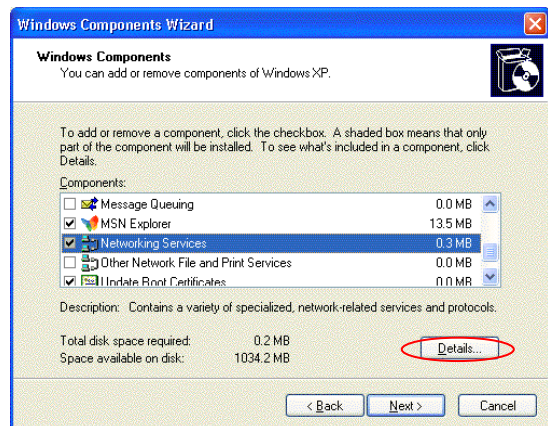 Windows Components Wizard
Windows Components
You can add or remove components of Windows XP.
To add or remove a component, click the checkbox. A shaded box means that only
part of the component will be installed. To see what's included in a component, click
Details.
Components:
Message Queuing 0.0 MB
MSN Explorer 13.5 MB
Networking Services 0.3 MB
Other Network File and Print Services 0.0 MB
Update Root Certificates 0.0 MB
Description: Contains a variety of specialized, network-related services and protocols.
Total disk space required: 0.2 MB
Space available on disk: 1034.2 MB
Details...
< Back Next > Cancel